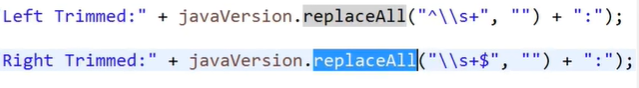 Left Trimmed:" + javaVersion.replaceAll("^\\s+", "") + ":");
Right Trimmed:" + javaVersion.replaceAll("\\s+$", "") + ":");